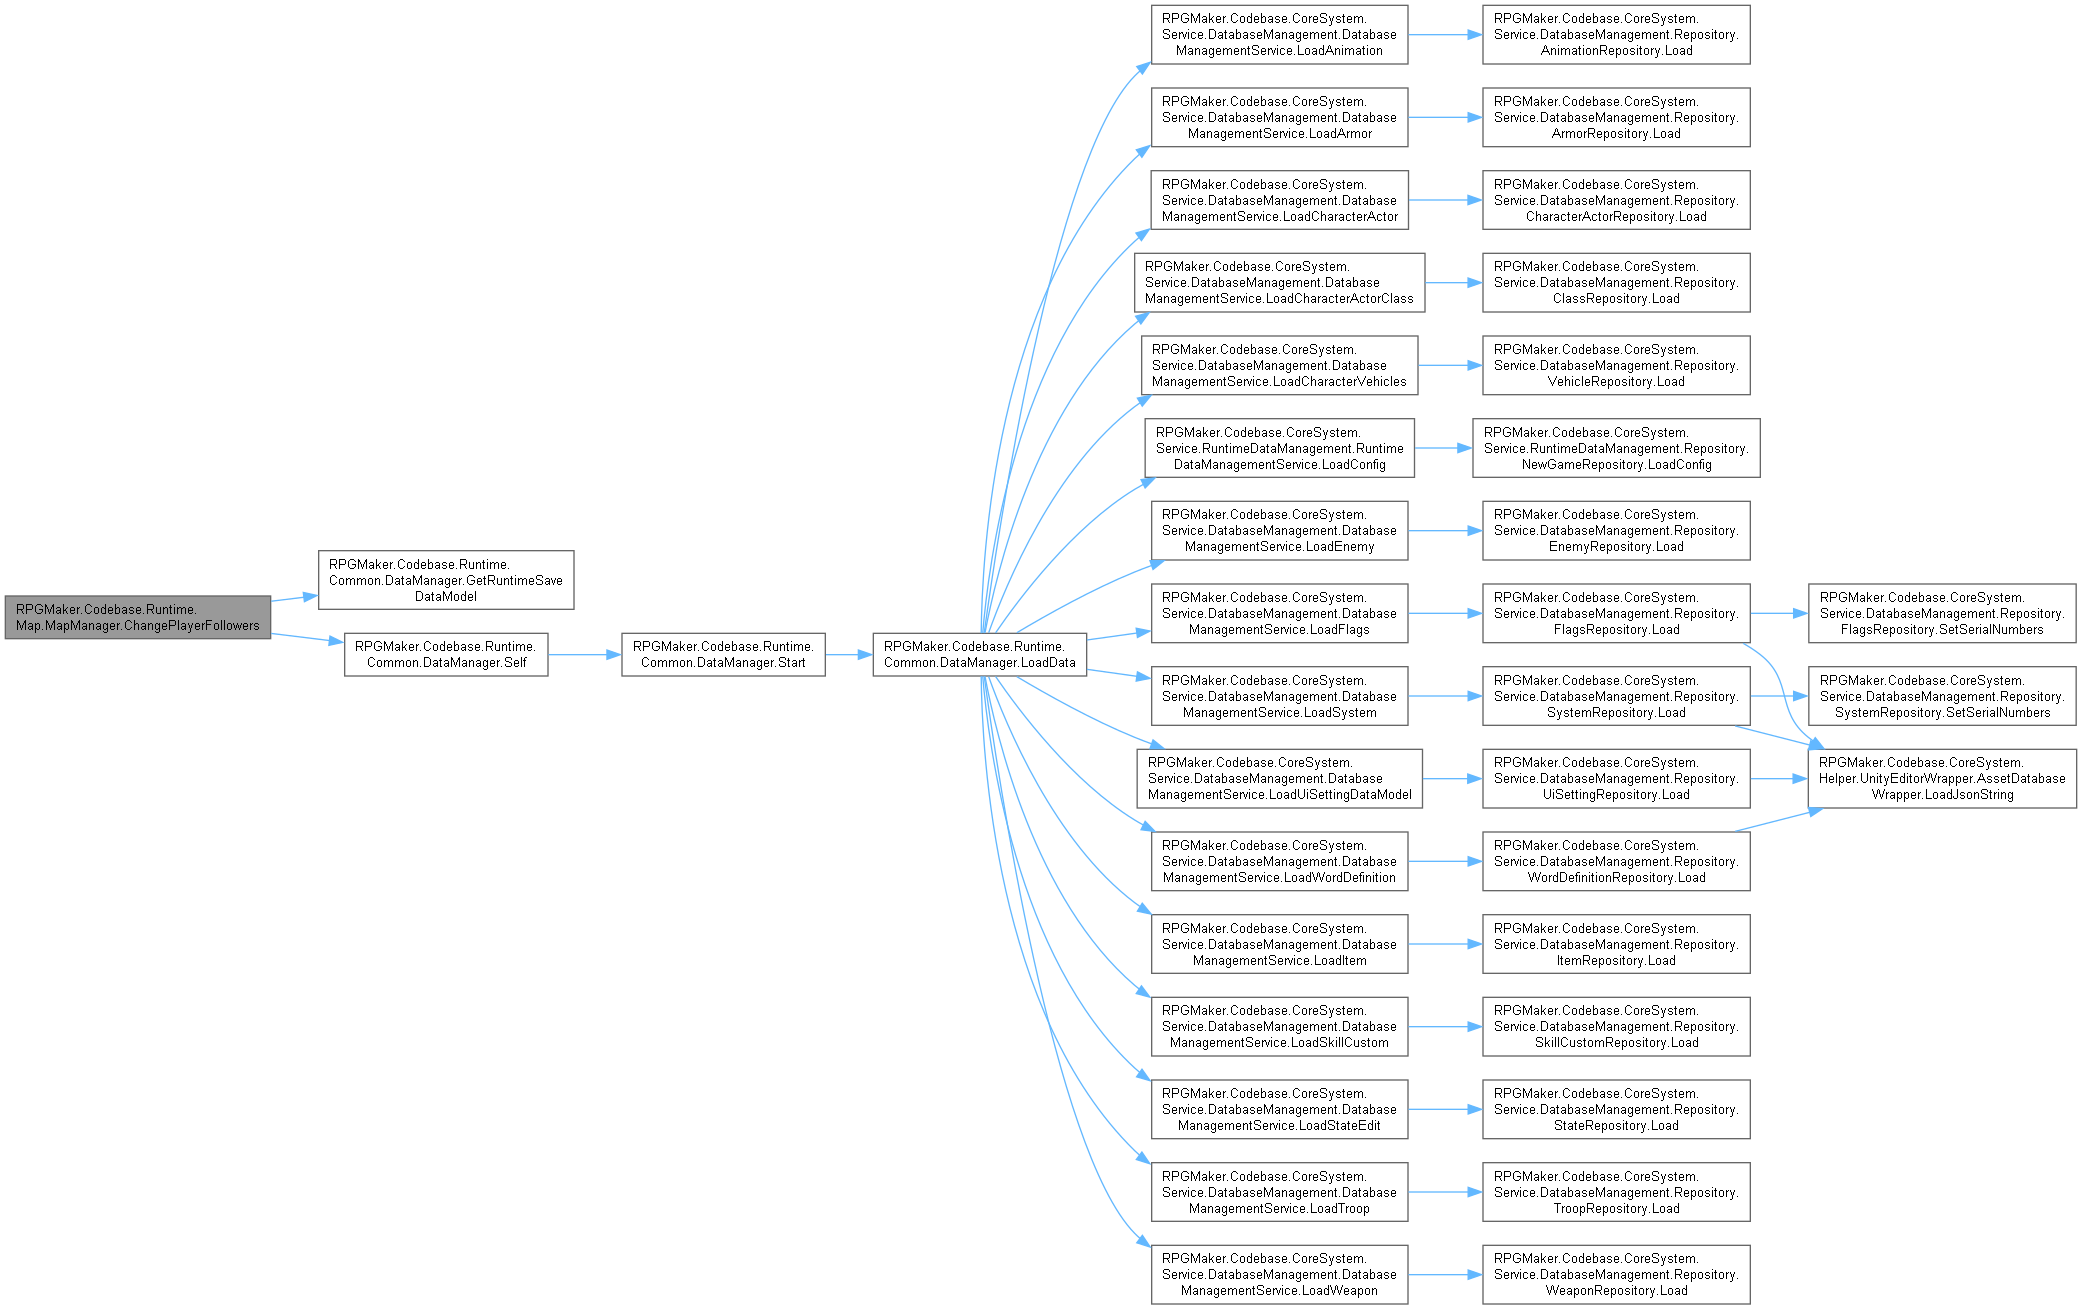 RPGMaker.Codebase.Runtime.
Map.MapManager.ChangePlayerFollowers
RPGMaker.Codebase.Runtime.
Common.DataManager.GetRuntimeSave
DataModel
RPGMaker.Codebase.Runtime.
Common.DataManager.Self
RPGMaker.Codebase.Runtime.
Common.DataManager.Start
RPGMaker.Codebase.Runtime.
Common.DataManager.LoadData
RPGMaker.Codebase.CoreSystem.
Service.DatabaseManagement.Database
ManagementService.LoadAnimation
RPGMaker.Codebase.CoreSystem.
Service.DatabaseManagement.Repository.
AnimationRepository.Load
RPGMaker.Codebase.CoreSystem.
Service.DatabaseManagement.Database
ManagementService.LoadArmor
RPGMaker.Codebase.CoreSystem.
Service.DatabaseManagement.Repository.
ArmorRepository.Load
RPGMaker.Codebase.CoreSystem.
Service.DatabaseManagement.Database
ManagementService.LoadCharacterActor
RPGMaker.Codebase.CoreSystem.
Service.DatabaseManagement.Repository.
CharacterActorRepository.Load
RPGMaker.Codebase.CoreSystem.
Service.DatabaseManagement.Database
ManagementService.LoadCharacterActorClass
RPGMaker.Codebase.CoreSystem.
Service.DatabaseManagement.Repository.
ClassRepository.Load
RPGMaker.Codebase.CoreSystem.
Service.DatabaseManagement.Database
ManagementService.LoadCharacterVehicles
RPGMaker.Codebase.CoreSystem.
Service.DatabaseManagement.Repository.
VehicleRepository.Load
RPGMaker.Codebase.CoreSystem.
Service.RuntimeDataManagement.Runtime
DataManagementService.LoadConfig
RPGMaker.Codebase.CoreSystem.
Service.RuntimeDataManagement.Repository.
NewGameRepository.LoadConfig
RPGMaker.Codebase.CoreSystem.
Service.DatabaseManagement.Database
ManagementService.LoadEnemy
RPGMaker.Codebase.CoreSystem.
Service.DatabaseManagement.Repository.
EnemyRepository.Load
RPGMaker.Codebase.CoreSystem.
Service.DatabaseManagement.Database
ManagementService.LoadFlags
RPGMaker.Codebase.CoreSystem.
Service.DatabaseManagement.Repository.
FlagsRepository.Load
RPGMaker.Codebase.CoreSystem.
Service.DatabaseManagement.Repository.
FlagsRepository.SetSerialNumbers
RPGMaker.Codebase.CoreSystem.
Service.DatabaseManagement.Database
ManagementService.LoadSystem
RPGMaker.Codebase.CoreSystem.
Service.DatabaseManagement.Repository.
SystemRepository.Load
RPGMaker.Codebase.CoreSystem.
Service.DatabaseManagement.Repository.
SystemRepository.SetSerialNumbers
RPGMaker.Codebase.CoreSystem.
Service.DatabaseManagement.Database
ManagementService.LoadUiSettingDataModel
RPGMaker.Codebase.CoreSystem.
Service.DatabaseManagement.Repository.
UiSettingRepository.Load
RPGMaker.Codebase.CoreSystem.
Helper.UnityEditorWrapper.AssetDatabase
Wrapper.LoadJsonString
RPGMaker.Codebase.CoreSystem.
Service.DatabaseManagement.Database
ManagementService.LoadWordDefinition
RPGMaker.Codebase.CoreSystem.
Service.DatabaseManagement.Repository.
WordDefinitionRepository.Load
RPGMaker.Codebase.CoreSystem.
Service.DatabaseManagement.Database
ManagementService.LoadItem
RPGMaker.Codebase.CoreSystem.
Service.DatabaseManagement.Repository.
ItemRepository.Load
RPGMaker.Codebase.CoreSystem.
Service.DatabaseManagement.Database
ManagementService.LoadSkillCustom
RPGMaker.Codebase.CoreSystem.
Service.DatabaseManagement.Repository.
SkillCustomRepository.Load
RPGMaker.Codebase.CoreSystem.
Service.DatabaseManagement.Database
ManagementService.LoadStateEdit
RPGMaker.Codebase.CoreSystem.
Service.DatabaseManagement.Repository.
StateRepository.Load
RPGMaker.Codebase.CoreSystem.
Service.DatabaseManagement.Database
ManagementService.LoadTroop
RPGMaker.Codebase.CoreSystem.
Service.DatabaseManagement.Repository.
TroopRepository.Load
RPGMaker.Codebase.CoreSystem.
Service.DatabaseManagement.Database
ManagementService.LoadWeapon
RPGMaker.Codebase.CoreSystem.
Service.DatabaseManagement.Repository.
WeaponRepository.Load